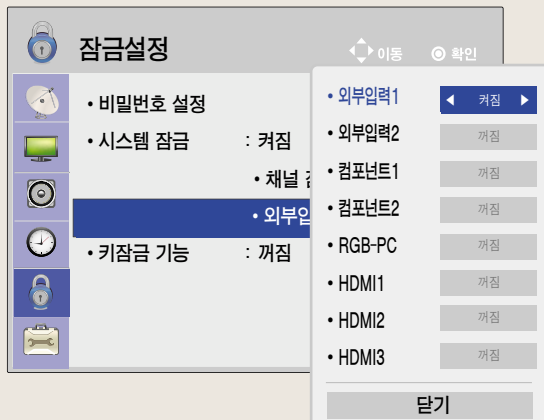 잠금설정
이동 확인
• 비밀번호 설정
• 시스템 잠금 : 켜짐
• 채널
• 외부입
• 키잠금 기능 : 꺼짐
• 외부입력1 켜짐
• 외부입력2 꺼짐
• 컴포넌트1 꺼짐
• 컴포넌트2 꺼짐
• RGB-PC 꺼짐
• HDMI1 꺼짐
• HDMI2 꺼짐
• HDMI3 꺼짐
닫기